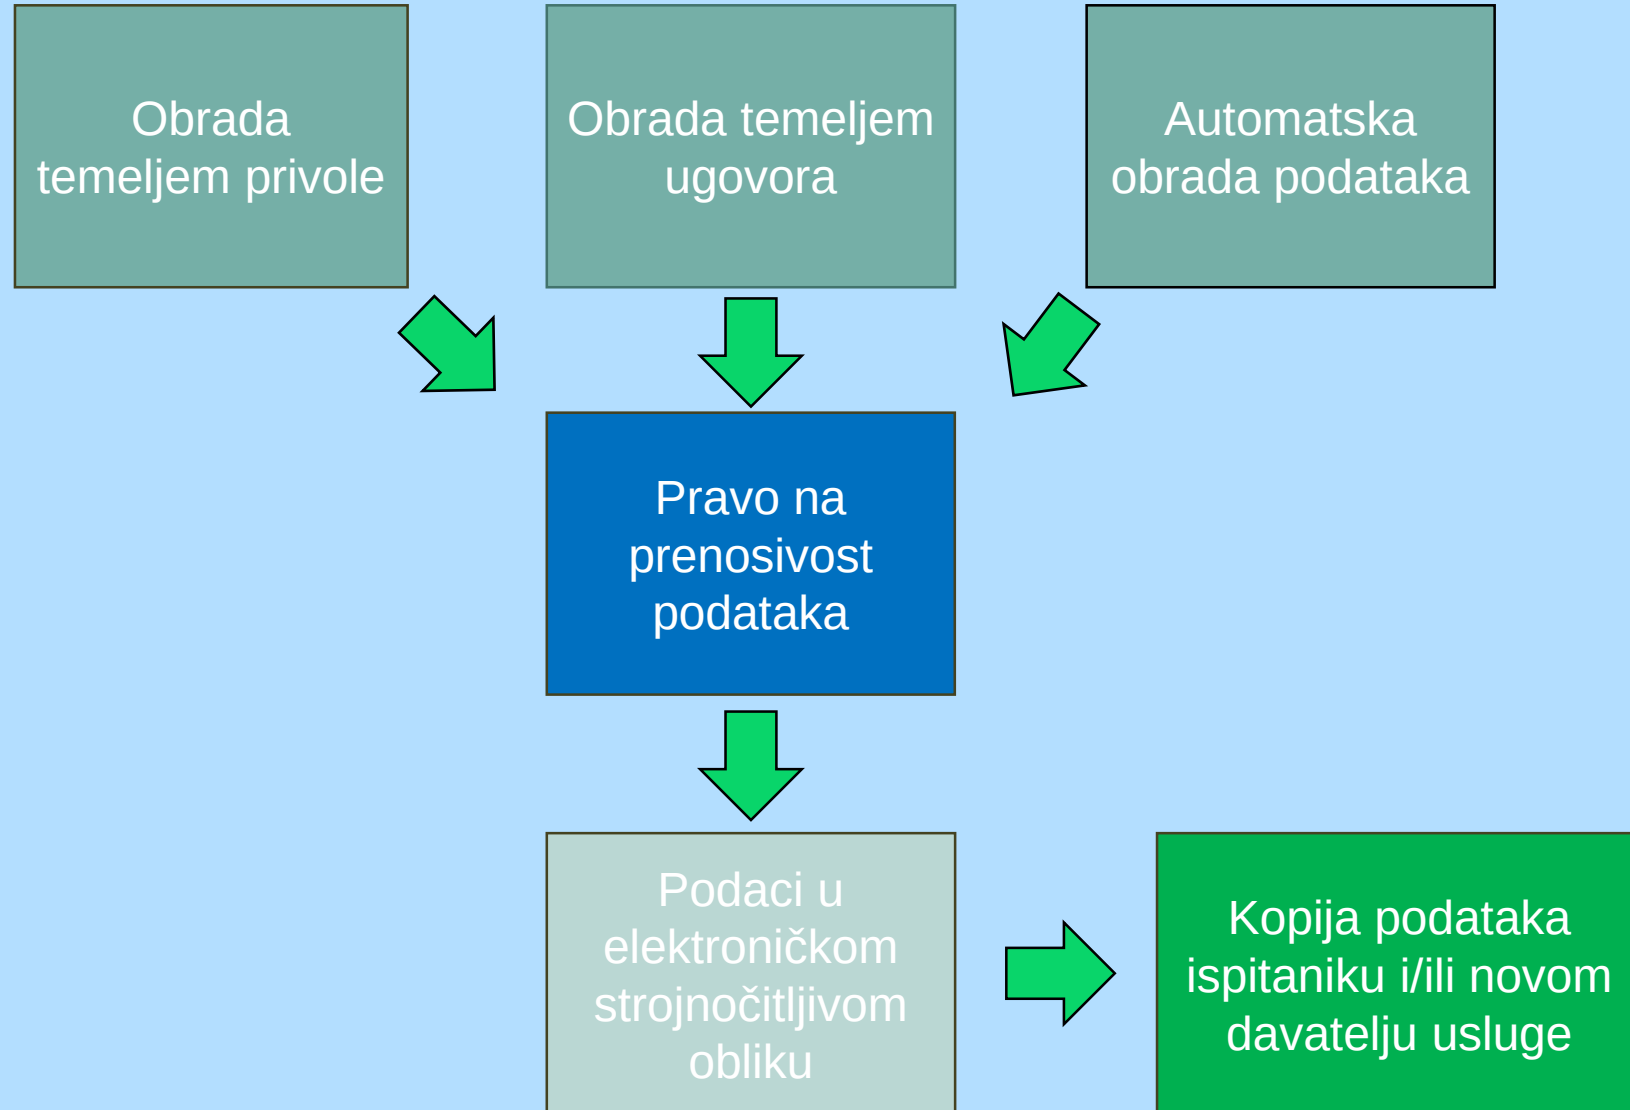 Obrada
temeljem privole
Obrada temeljem
ugovora
Automatska
obrada podataka
Pravo na
prenosivost
podataka
Podaci u
elektroničkom
strojnočitljivom
obliku
Kopija podataka
ispitaniku i/ili novom
davatelju usluge